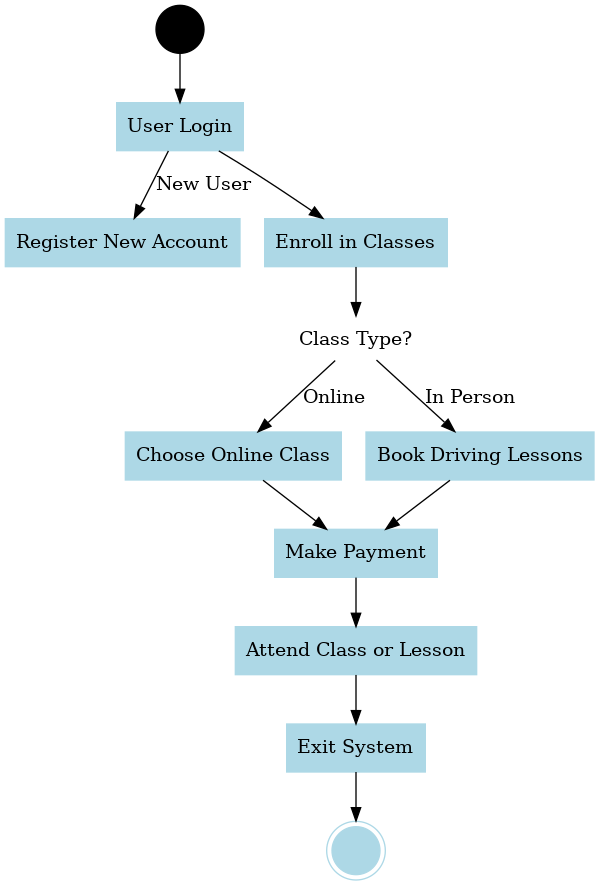 User Login
New User
Register New Account
Enroll in Classes
Class Type?
Online
In Person
Choose Online Class
Book Driving Lessons
Make Payment
Attend Class or Lesson
Exit System